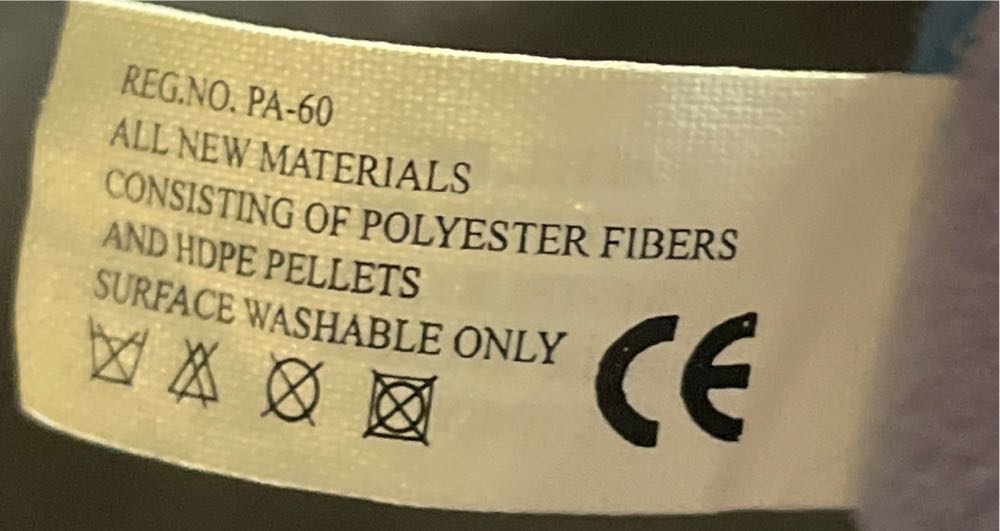 REG.NO. PA-60
ALL NEW MATERIALS
CONSISTING OF POLYESTER FIBERS
AND HDPE PELLETS
SURFACE WASHABLE ONLY
CE